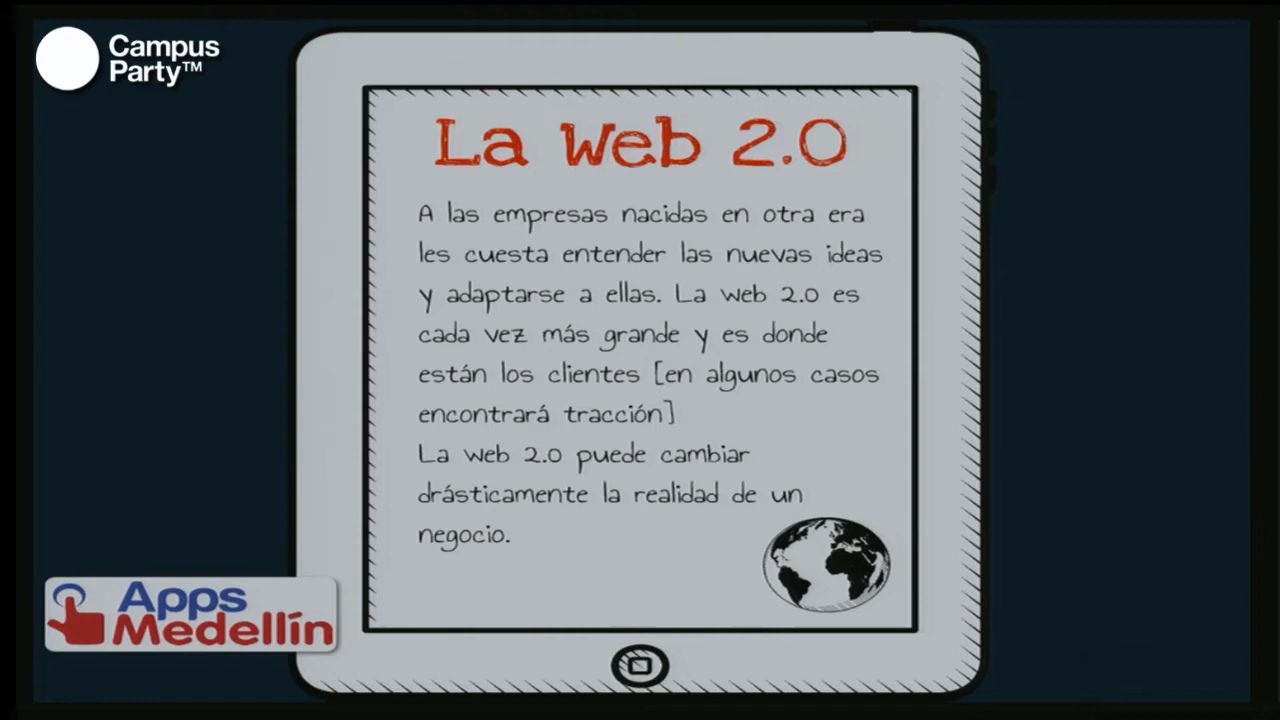 Campus
Party™
La Web 2.0
A las empresas nacidas en otra era
les cuesta entender las nuevas ideas
y adaptarse a ellas. La web 2.0 es
cada vez más grande y es donde
están los clientes [en algunos casos
encontrará tracción]
La web 2.0 puede cambiar
drásticamente la realidad de un
negocio.
Apps
Medellín